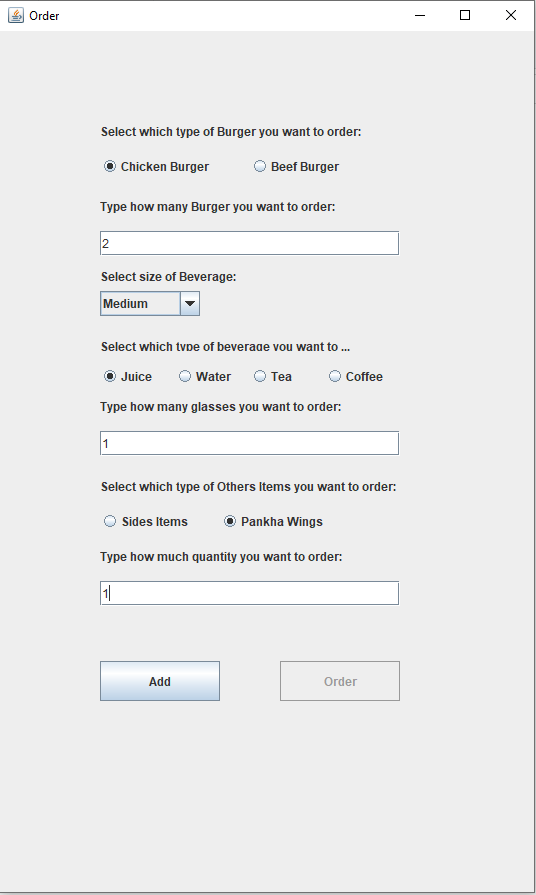 Order
Select which type of Burger you want to order:
Chicken Burger Beef Burger
Type how many Burger you want to order:
2
Select size of Beverage:
Medium
Select which type of beverage you want to ...
Juice Water Tea Coffee
Type how many glasses you want to order:
1
Select which type of Others Items you want to order:
Sides Items Pankha Wings
Type how much quantity you want to order:
1
Add Order